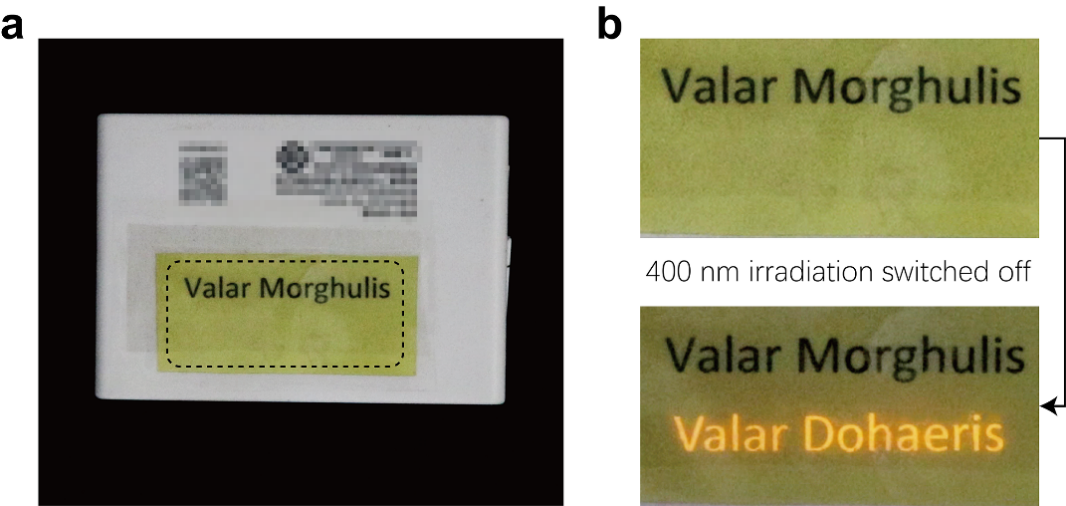 a
Valar Morghulis
b
Valar Morghulis
400 nm irradiation switched off
Valar Morghulis
Valar Dohaeris